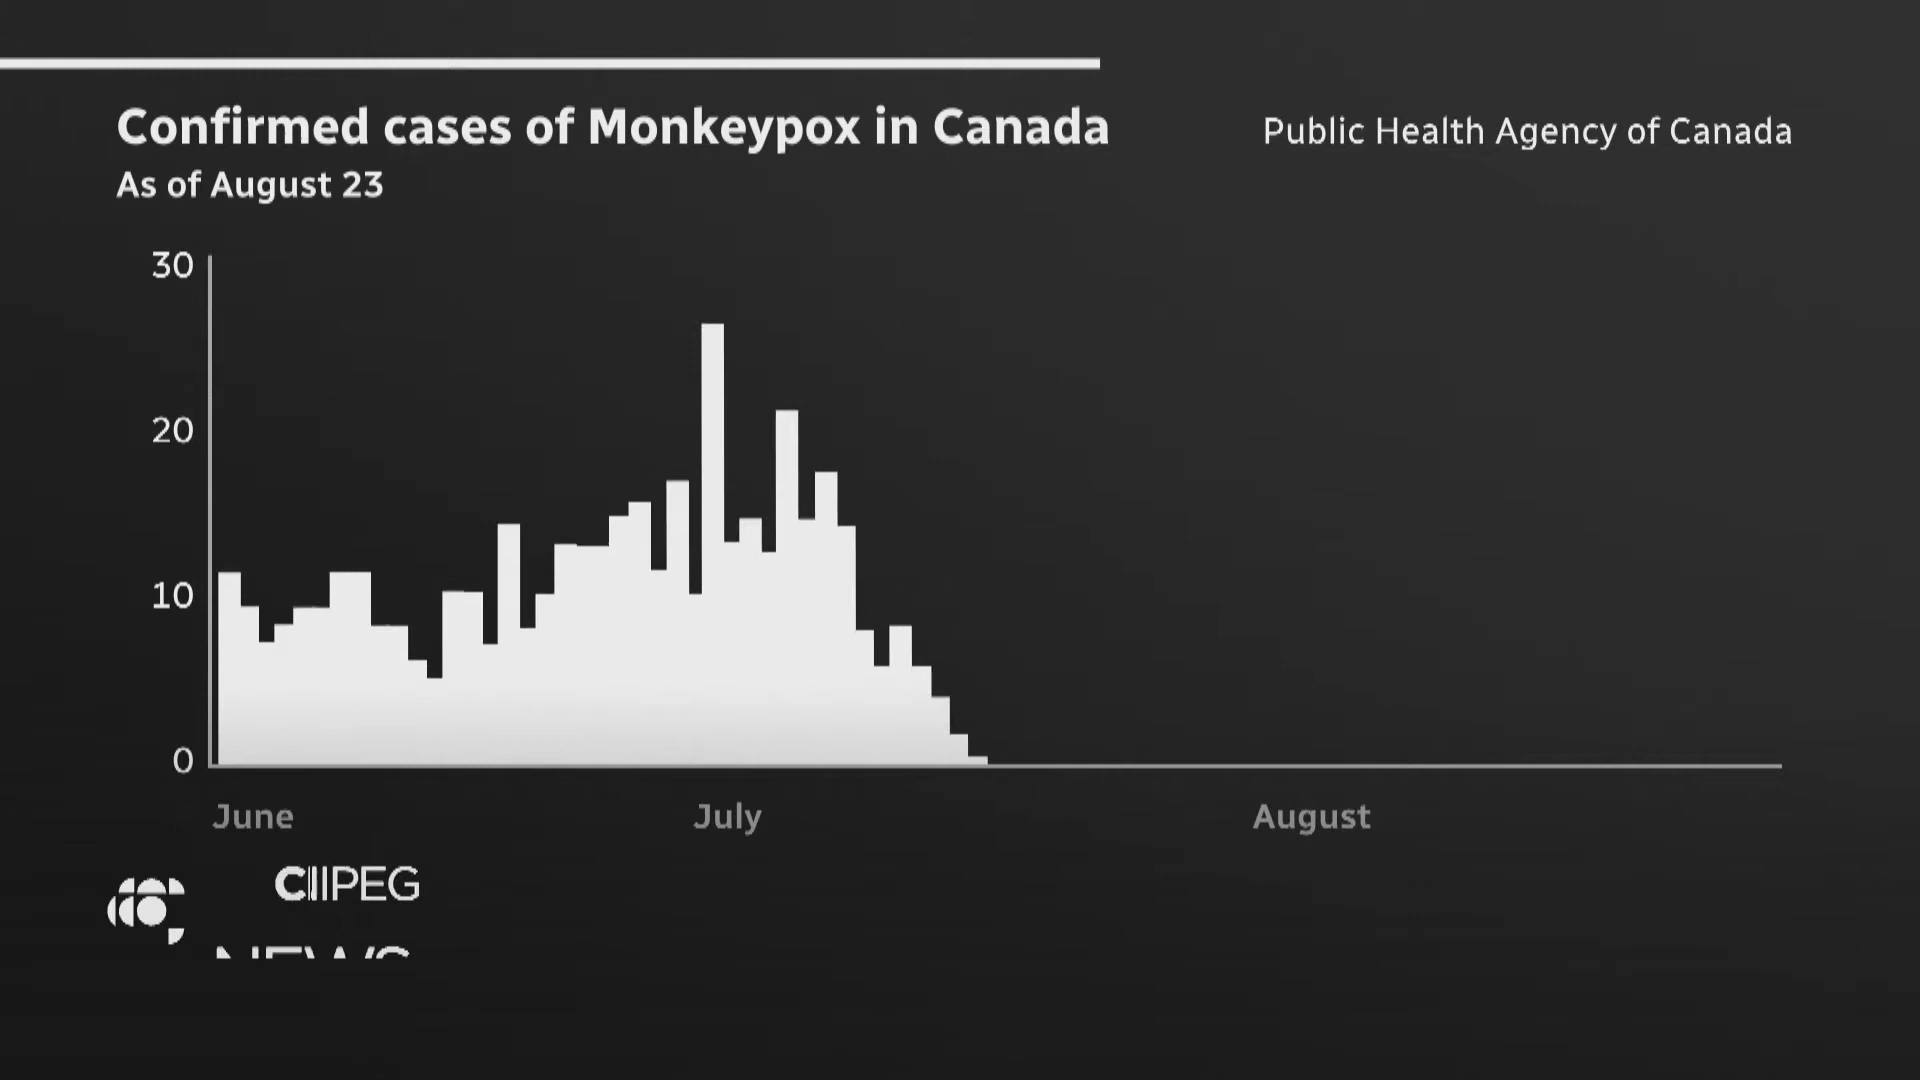 Confirmed cases of Monkeypox in Canada
Public Health Agency of Canada
As of August 23
30
20
10
0
June
July
August